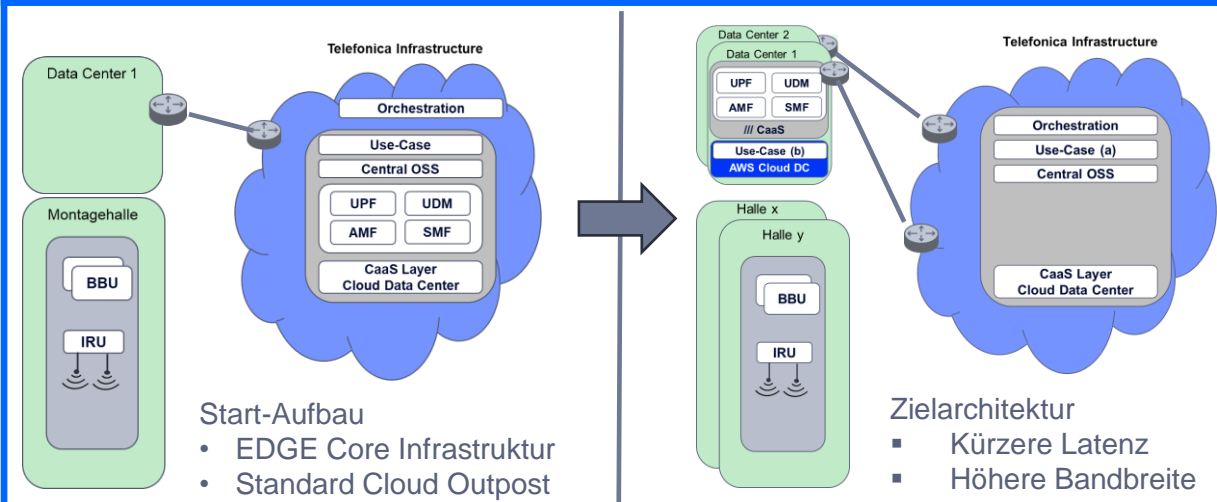 Telefonica Infrastructure
Data Center 1
Orchestration
Use-Case
Central OSS
UPF UDM
AMF SMF
CaaS Layer
Cloud Data Center
Montagehalle
BBU
IRU
Start-Aufbau
• EDGE Core Infrastruktur
• Standard Cloud Outpost
Data Center 2
Data Center 1
UPF UDM
AMF SMF
/// CaaS
Use-Case (b)
AWS Cloud DC
Telefonica Infrastructure
Orchestration
Use-Case (a)
Central OSS
CaaS Layer
Cloud Data Center
Halle x
Halle y
BBU
IRU
Zielarchitektur
▪ Kürzere Latenz
▪ Höhere Bandbreite